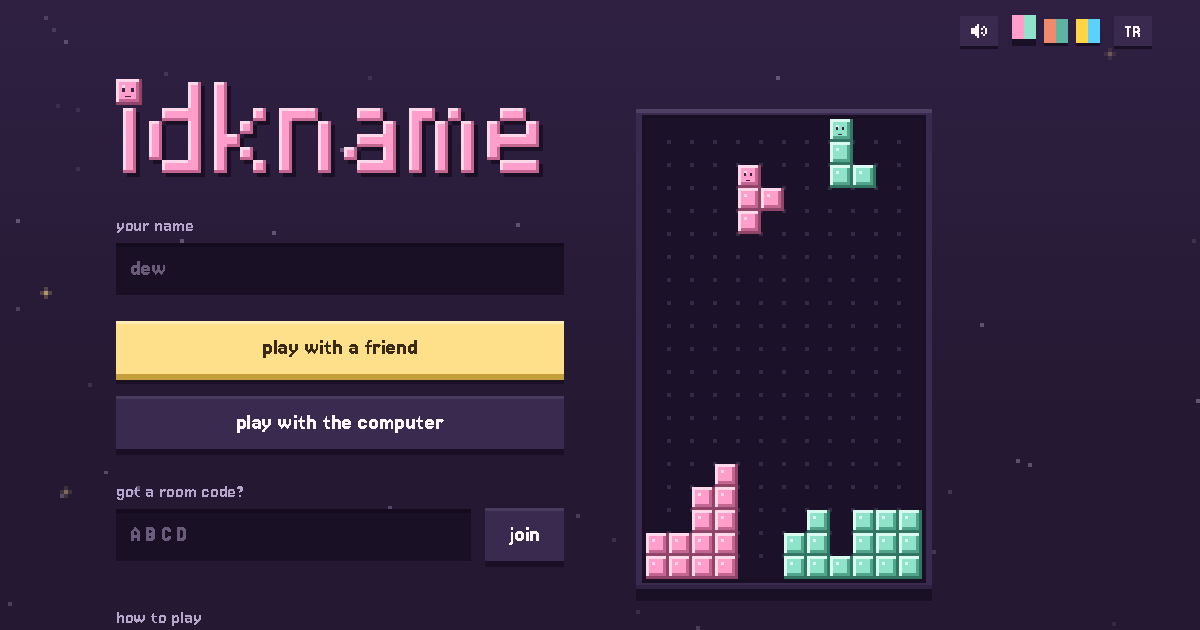 TR
idkname
your name
dew
play with a friend
play with the computer
got a room code?
ABCD
join
how to play